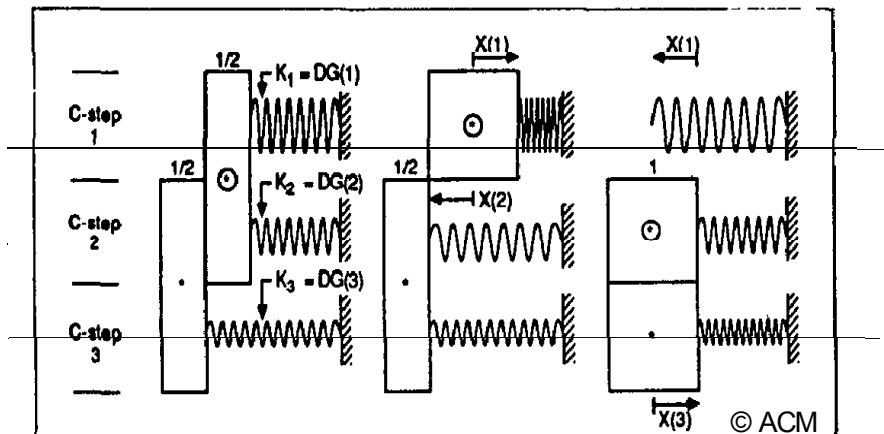 1/2
X(1)
X(1)
K1 = DG(1)
C-step
1
1/2
1/2
1
K2 = DG(2)
X(2)
C-step
2
K3 = DG(3)
C-step
3
X(3)
© ACM